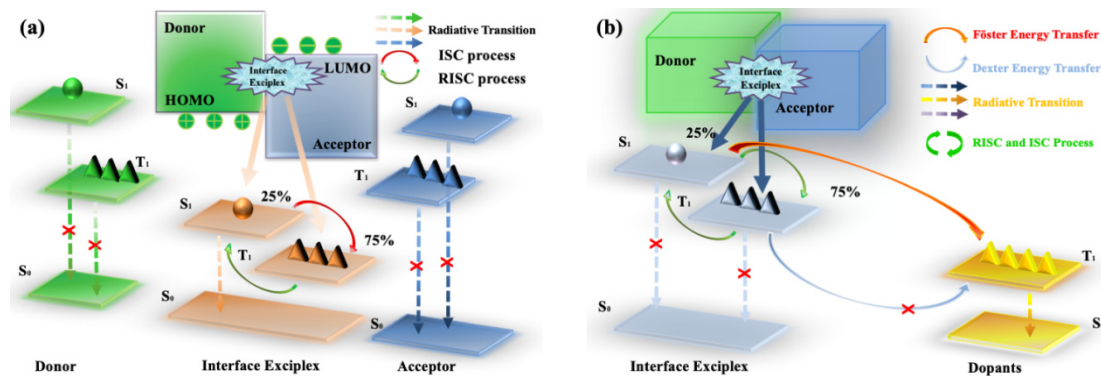 (a)
Donor
HOMO
Interface
Exciplex
LUMO
Acceptor
Radiative Transition
ISC process
RISC process
S₁
T₁
S₀
Donor
25%
S₁
75%
T₁
S₀
Interface Exciplex
S₁
T₁
S₀
Acceptor
(b)
Donor
Interface
Exciplex
Acceptor
Föster Energy Transfer
Dexter Energy Transfer
Radiative Transition
RISC and ISC Process
25%
S₁
75%
T₁
S₀
Interface Exciplex
T₁
S
Dopants